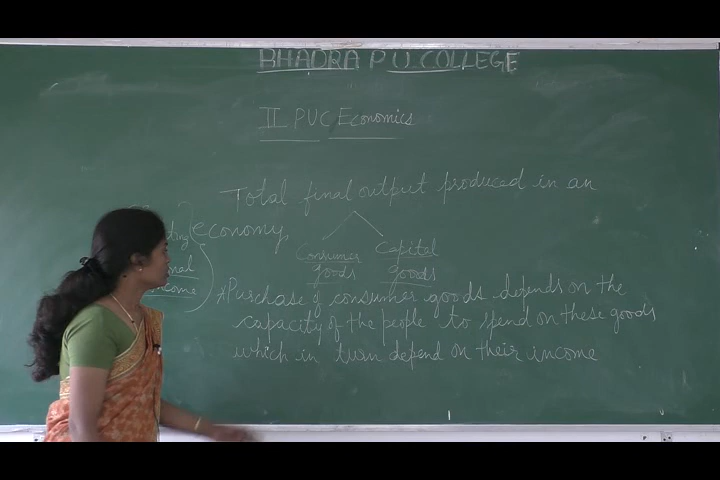 BHADRA P U COLLEGE
II PUC Economics
Total final output produced in an
economy
Consumer goods
Capital goods
*Purchase of consumer goods depends on the
capacity of the people to spend on these goods
which in turn depend on their income